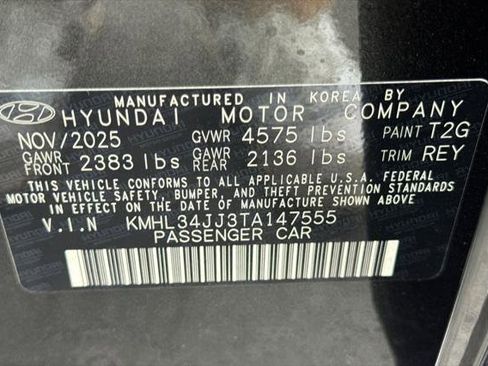 MANUFACTURED IN KOREA BY
HYUNDAI MOTOR COMPANY
NOV/2025 GVWR 4575 lbs PAINT T2G
GAWR FRONT 2383 lbs GAWR REAR 2136 lbs TRIM REY
THIS VEHICLE CONFORMS TO ALL APPLICABLE U.S.A. FEDERAL
MOTOR VEHICLE SAFETY, BUMPER, AND THEFT PREVENTION STANDARDS
IN EFFECT ON THE DATE OF MANUFACTURE SHOWN ABOVE.
V.I.N KMHL34JJ3TA147555
PASSENGER CAR